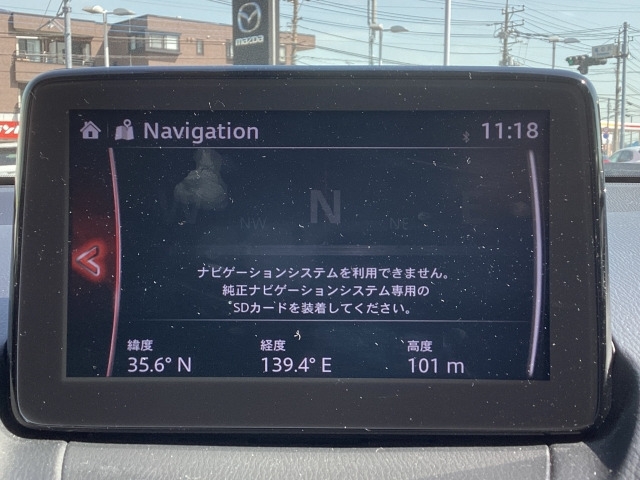 mazda
Navigation
11:18
NW
N
NE
ナビゲーションシステムを利用できません。
純正ナビゲーションシステム専用の
SDカードを装着してください。
緯度
経度
高度
35.6° N
139.4° E
101 m